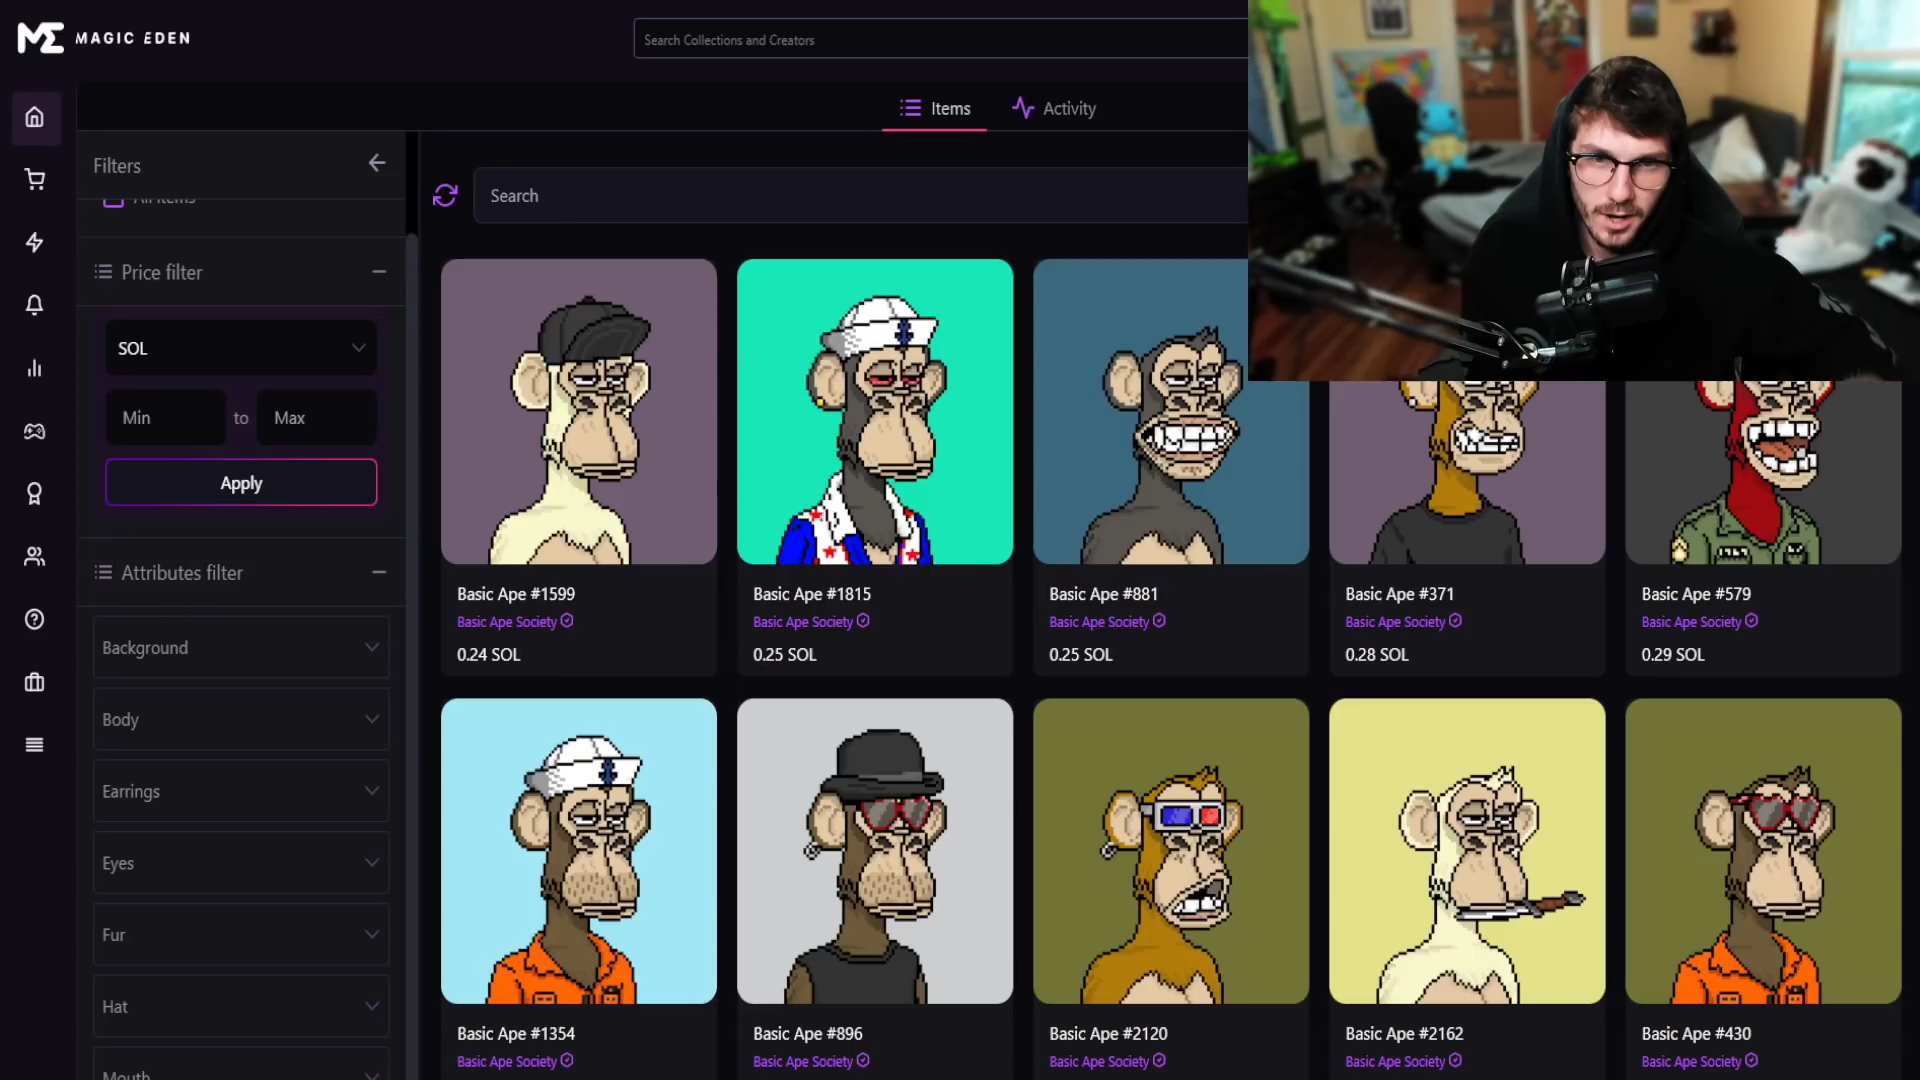 MAGIC EDEN
Search Collections and Creators
Items
Activity
Filters
All items
Search
Price filter
SOL
Min
to
Max
Apply
Attributes filter
Background
Body
Earrings
Eyes
Fur
Hat
Mouth
Basic Ape #1599
Basic Ape Society
0.24 SOL
Basic Ape #1815
Basic Ape Society
0.25 SOL
Basic Ape #881
Basic Ape Society
0.25 SOL
Basic Ape #371
Basic Ape Society
0.28 SOL
Basic Ape #579
Basic Ape Society
0.29 SOL
Basic Ape #1354
Basic Ape Society
Basic Ape #896
Basic Ape Society
Basic Ape #2120
Basic Ape Society
Basic Ape #2162
Basic Ape Society
Basic Ape #430
Basic Ape Society